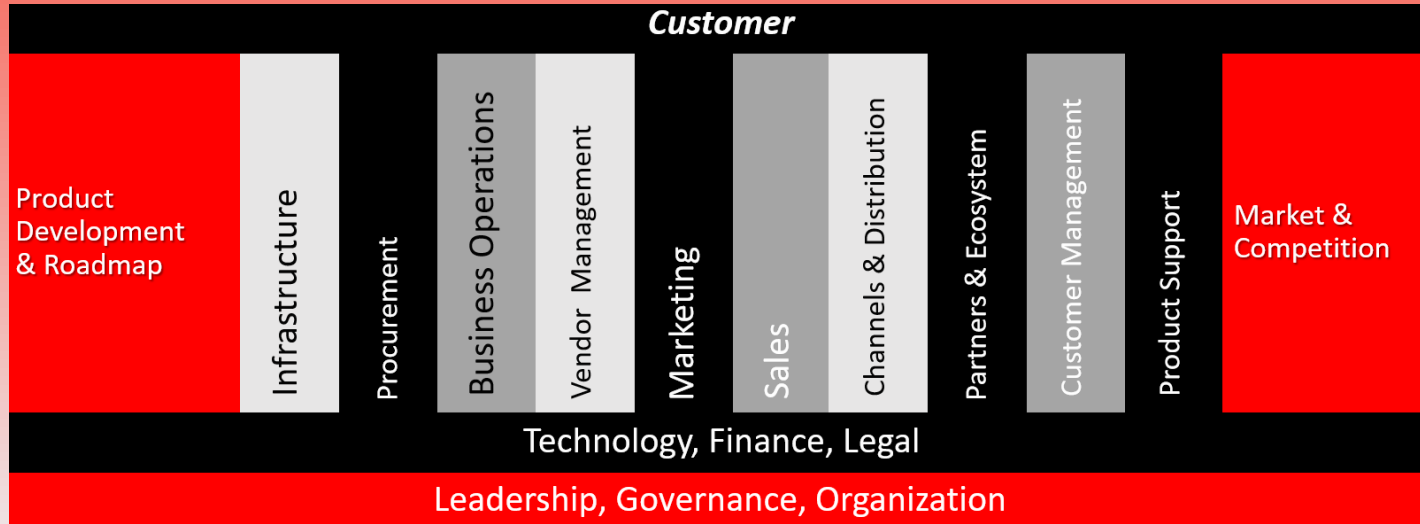 Customer
Product
Development
& Roadmap
Infrastructure
Procurement
Business Operations
Vendor Management
Marketing
Sales
Channels & Distribution
Partners & Ecosystem
Customer Management
Product Support
Market &
Competition
Technology, Finance, Legal
Leadership, Governance, Organization